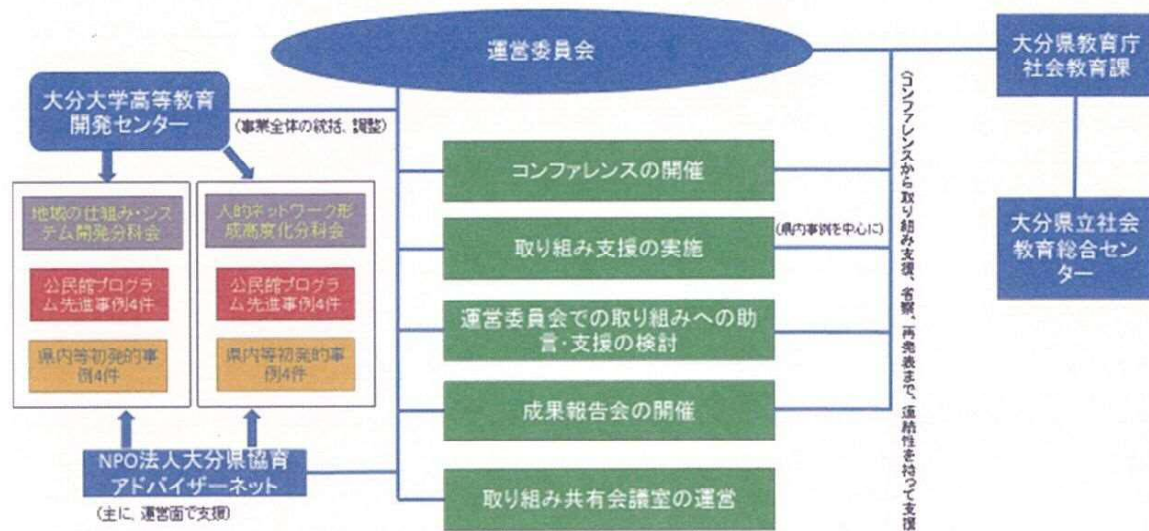 運営委員会
大分県教育庁
社会教育課
大分大学高等教育
開発センター
(事業全体の統括、調整)
大分県立社会
教育総合セン
ター
地域の仕組み・シス
テム開発分科会
人的ネットワーク形
成高度化分科会
公民館プログラ
ム先進事例4件
公民館プログラ
ム先進事例4件
県内等初発的事
例4件
県内等初発的事
例4件
NPO法人大分県協育
アドバイザーネット
(主に、運営面で支援)
コンファレンスの開催
取り組み支援の実施
(県内事例を中心に)
運営委員会での取り組みへの助
言・支援の検討
成果報告会の開催
取り組み共有会議室の運営
(コンファレンスから取り組み支援、省察、再発表まで、連続性を持って支援